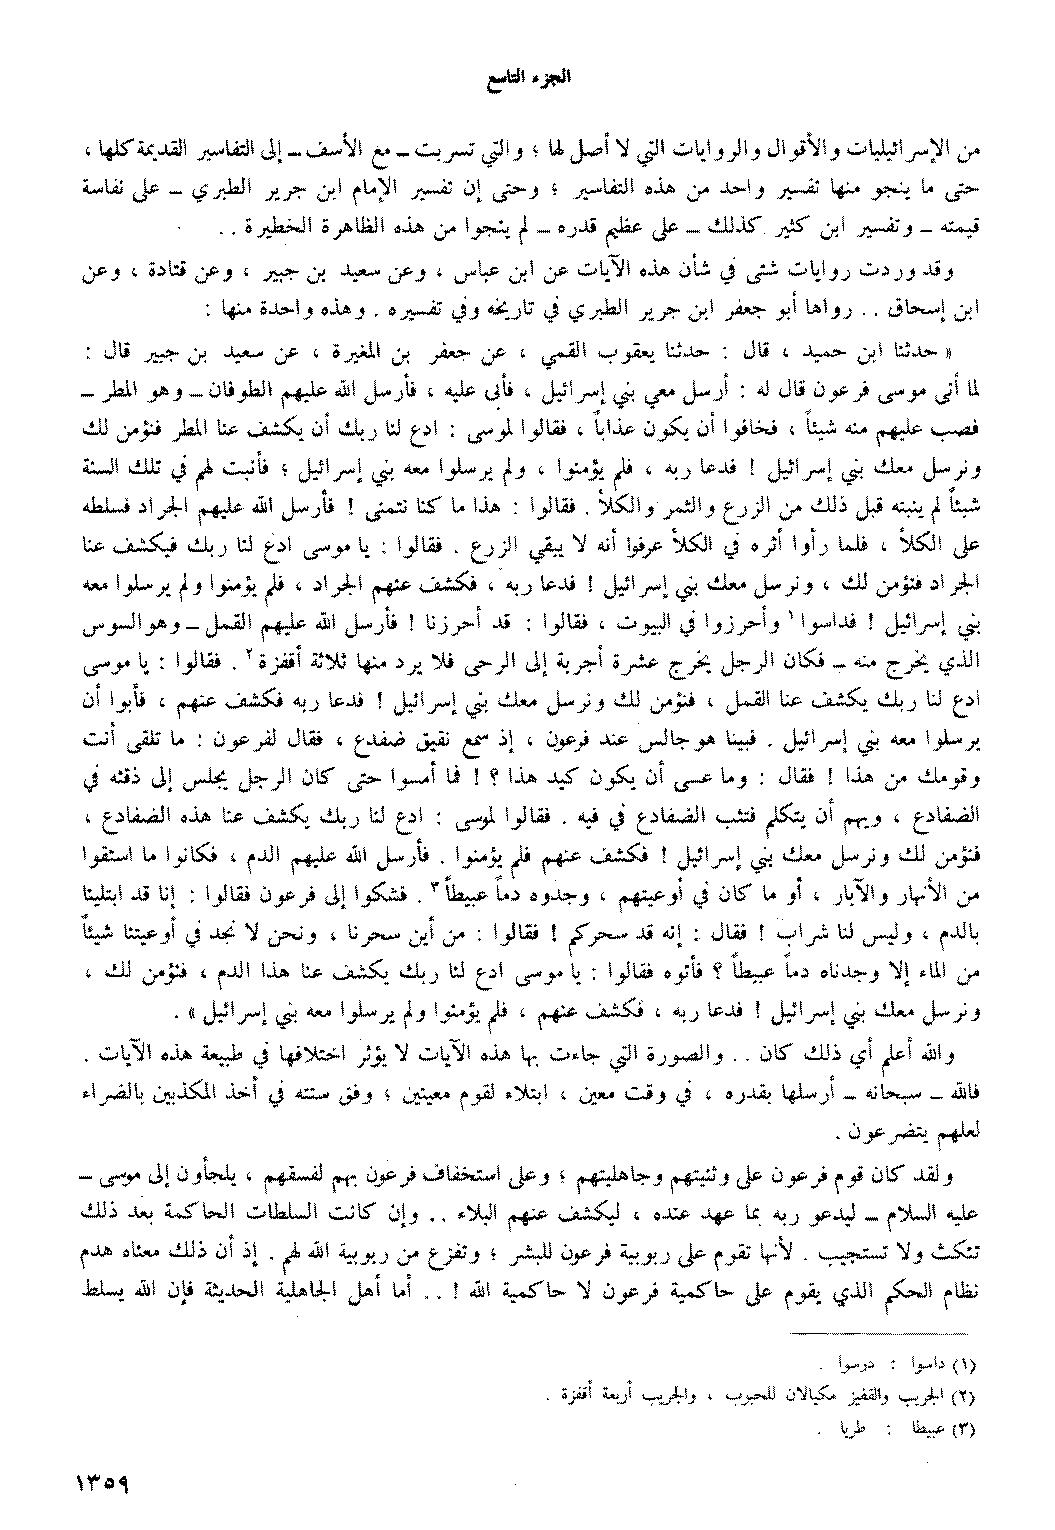 الجزء التاسع
من الإسرائيليات والأقوال والروايات التي لا أصل لها ؛ والتي تسربت ــ مع الأسف ــ إلى التفاسير القديمة كلها ،
حتى ما ينجو منها تفسير واحد من هذه التفاسير ؛ وحتى إن تفسير الإمام ابن جرير الطبري ــ على نفاسة
قيمته ــ وتفسير ابن كثير كذلك ــ على عظيم قدره ــ لم ينجوا من هذه الظاهرة الخطيرة . .
وقد وردت روايات شتى في شأن هذه الآيات عن ابن عباس ، وعن سعيد بن جبير ، وعن قتادة ، وعن
ابن إسحاق . . رواها أبو جعفر ابن جرير الطبري في تاريخه وفي تفسيره . وهذه واحدة منها :
« حدثنا ابن حميد ، قال : حدثنا يعقوب القمي ، عن جعفر بن المغيرة ، عن سعيد بن جبير قال :
لما أتى موسى فرعون قال له : أرسل معي بني إسرائيل ، فأبى عليه ، فأرسل الله عليهم الطوفان ــ وهو المطر ــ
فصب عليهم منه شيئاً ، فخافوا أن يكون عذاباً ، فقالوا لموسى : ادع لنا ربك أن يكشف عنا المطر فنؤمن لك
ونرسل معك بني إسرائيل ! فدعا ربه ، فلم يؤمنوا ، ولم يرسلوا معه بني إسرائيل ؛ فأنبت لهم في تلك السنة
شيئاً لم ينبته قبل ذلك من الزرع والثمر والكلأ . فقالوا : هذا ما كنا نتمنى ! فأرسل الله عليهم الجراد فسلطه
على الكلأ ، فلما رأوا أثره في الكلأ عرفوا أنه لا يبقي الزرع . فقالوا : يا موسى ادع لنا ربك فيكشف عنا
الجراد فنؤمن لك ، ونرسل معك بني إسرائيل ! فدعا ربه ، فكشف عنهم الجراد ، فلم يؤمنوا ولم يرسلوا معه
بني إسرائيل ! فداسوا١ وأحرزوا في البيوت ، فقالوا : قد أحرزنا ! فأرسل الله عليهم القمل ــ وهو السوس
الذي يخرج منه ــ فكان الرجل يخرج عشرة أجربة إلى الرحى فلا يرد منها ثلاثة أقفزة٢ . فقالوا : يا موسى
ادع لنا ربك يكشف عنا القمل ، فنؤمن لك ونرسل معك بني إسرائيل ! فدعا ربه فكشف عنهم ، فأبوا أن
يرسلوا معه بني إسرائيل . فبينا هو جالس عند فرعون ، إذ سمع نقيق ضفدع ، فقال لفرعون : ما تلقى أنت
وقومك من هذا ! فقال : وما عسى أن يكون كيد هذا ؟ ! فما أمسوا حتى كان الرجل يجلس إلى ذقنه في
الضفادع ، ويهم أن يتكلم فتثب الضفادع في فيه . فقالوا لموسى : ادع لنا ربك يكشف عنا هذه الضفادع ،
فنؤمن لك ونرسل معك بني إسرائيل ! فكشف عنهم فلم يؤمنوا . فأرسل الله عليهم الدم ، فكانوا ما استقوا
من الأنهار والآبار ، أو ما كان في أوعيتهم ، وجدوه دماً عبيطاً٣ . فشكوا إلى فرعون فقالوا : إنا قد ابتلينا
بالدم ، وليس لنا شراب ! فقال : إنه قد سحركم ! فقالوا : من أين سحرنا ، ونحن لا نجد في أوعيتنا شيئاً
من الماء إلا وجدناه دماً عبيطاً ؟ فأتوه فقالوا : يا موسى ادع لنا ربك يكشف عنا هذا الدم ، فنؤمن لك ،
ونرسل معك بني إسرائيل ! فدعا ربه ، فكشف عنهم ، فلم يؤمنوا ولم يرسلوا معه بني إسرائيل » .
والله أعلم أي ذلك كان . . والصورة التي جاءت بها هذه الآيات لا يؤثر اختلافها في طبيعة هذه الآيات .
فالله ــ سبحانه ــ أرسلها بقدره ، في وقت معين ، ابتلاء لقوم معينين ؛ وفق سنته في أخذ المكذبين بالضراء
لعلهم يتضرعون .
ولقد كان قوم فرعون على وثنيتهم وجاهليتهم ؛ وعلى استخفاف فرعون بهم لفسقهم ، يلجأون إلى موسى ــ
عليه السلام ــ ليدعو ربه بما عهد عنده ، ليكشف عنهم البلاء . . وإن كانت السلطات الحاكمة بعد ذلك
تنكث ولا تستجيب . لأنها تقوم على ربوبية فرعون للبشر ؛ وتفزع من ربوبية الله لهم . إذ أن ذلك معناه هدم
نظام الحكم الذي يقوم على حاكمية فرعون لا حاكمية الله ! . . أما أهل الجاهلية الحديثة فإن الله يسلط
(١) داسوا : درسوا .
(٢) الجريب والقفيز مكيالان للحبوب ، والجريب أربعة أقفزة .
(٣) عبيطا : طريا .
١٣٥٩